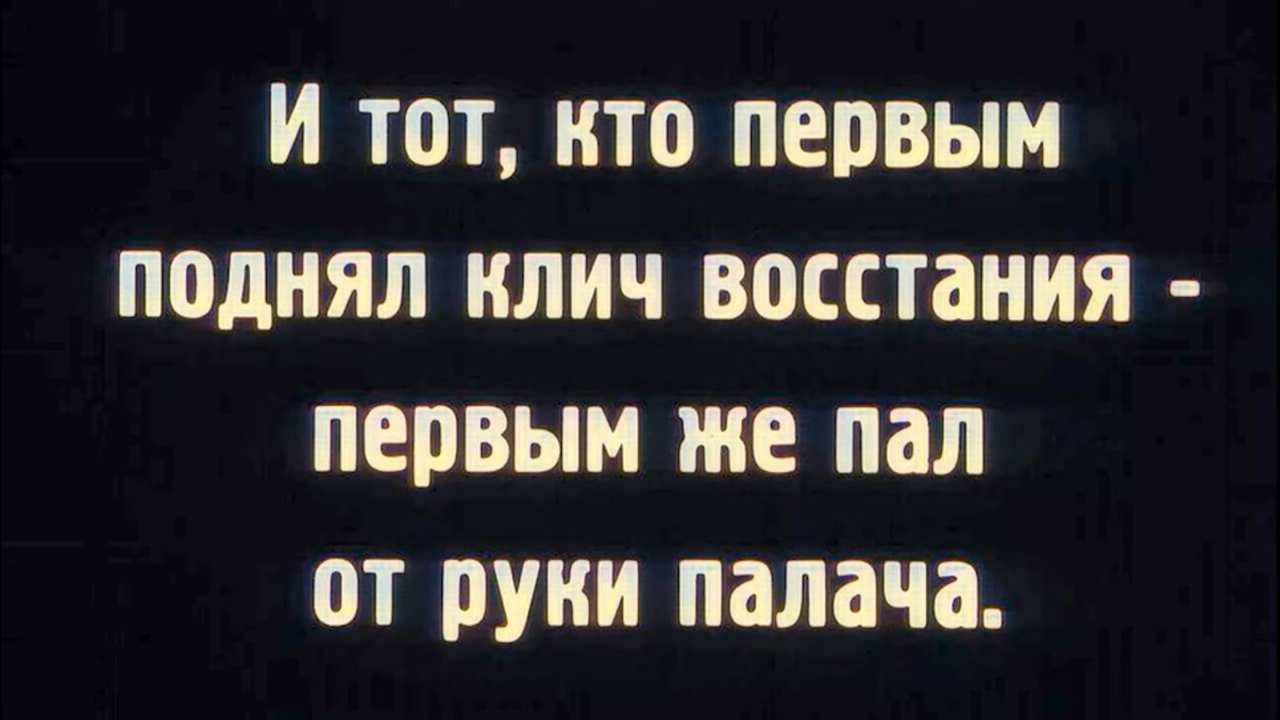 И тот, кто первым
поднял клич восстания -
первым же пал
от руки палача.